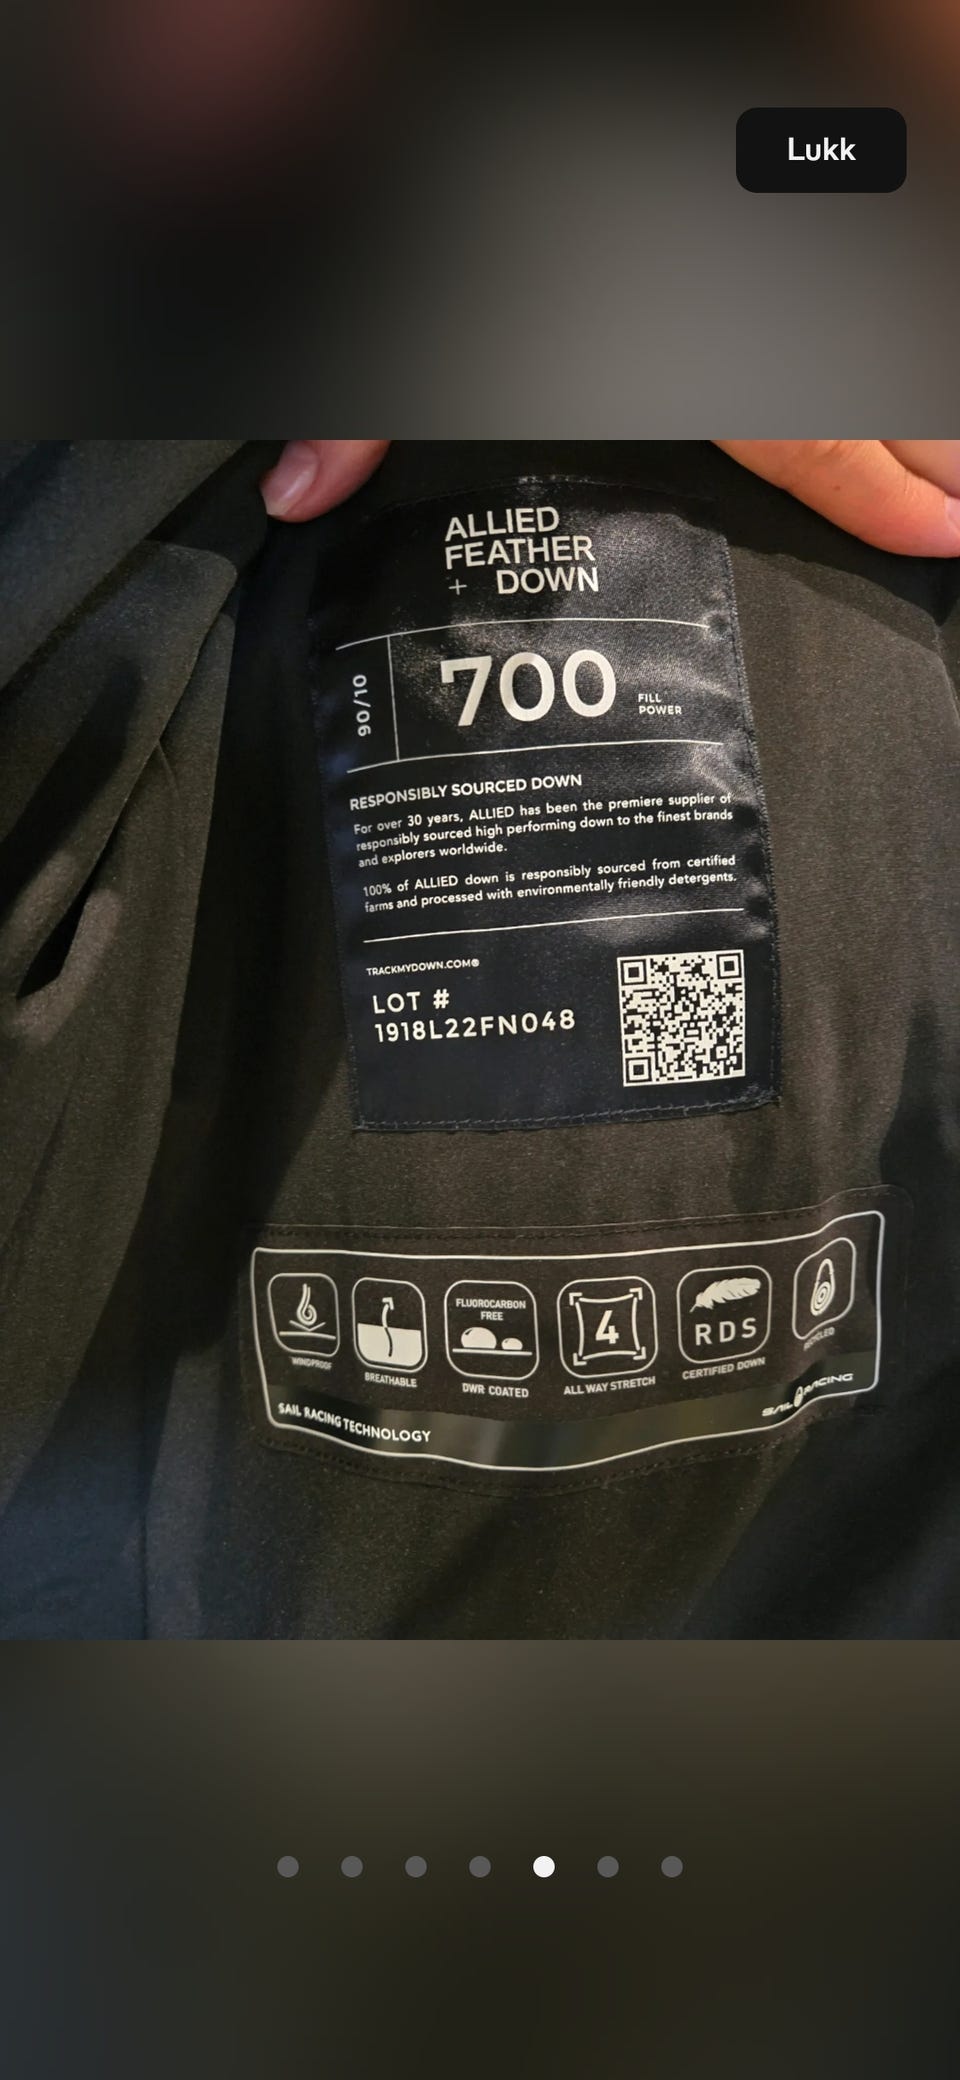 Lukk
ALLIED
FEATHER
+ DOWN
90/10
700
FILL
POWER
RESPONSIBLY SOURCED DOWN
For over 30 years, ALLIED has been the premiere supplier of
responsibly sourced high performing down to the finest brands
and explorers worldwide.
100% of ALLIED down is responsibly sourced from certified
farms and processed with environmentally friendly detergents.
TRACKMYDOWN.COM®
LOT #
1918L22FN048
WINDPROOF
BREATHABLE
FLUOROCARBON
FREE
DWR COATED
4
ALL WAY STRETCH
RDS
CERTIFIED DOWN
RECYCLED
SAIL RACING TECHNOLOGY
SAIL RACING